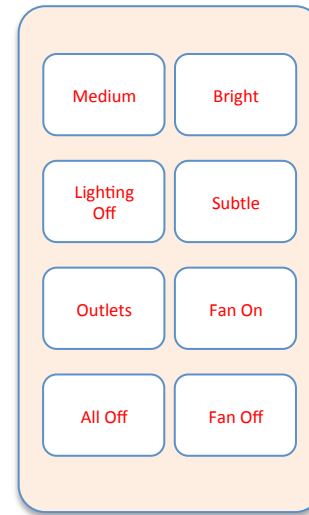 Medium
Bright
Lighting
Off
Subtle
Outlets
Fan On
All Off
Fan Off